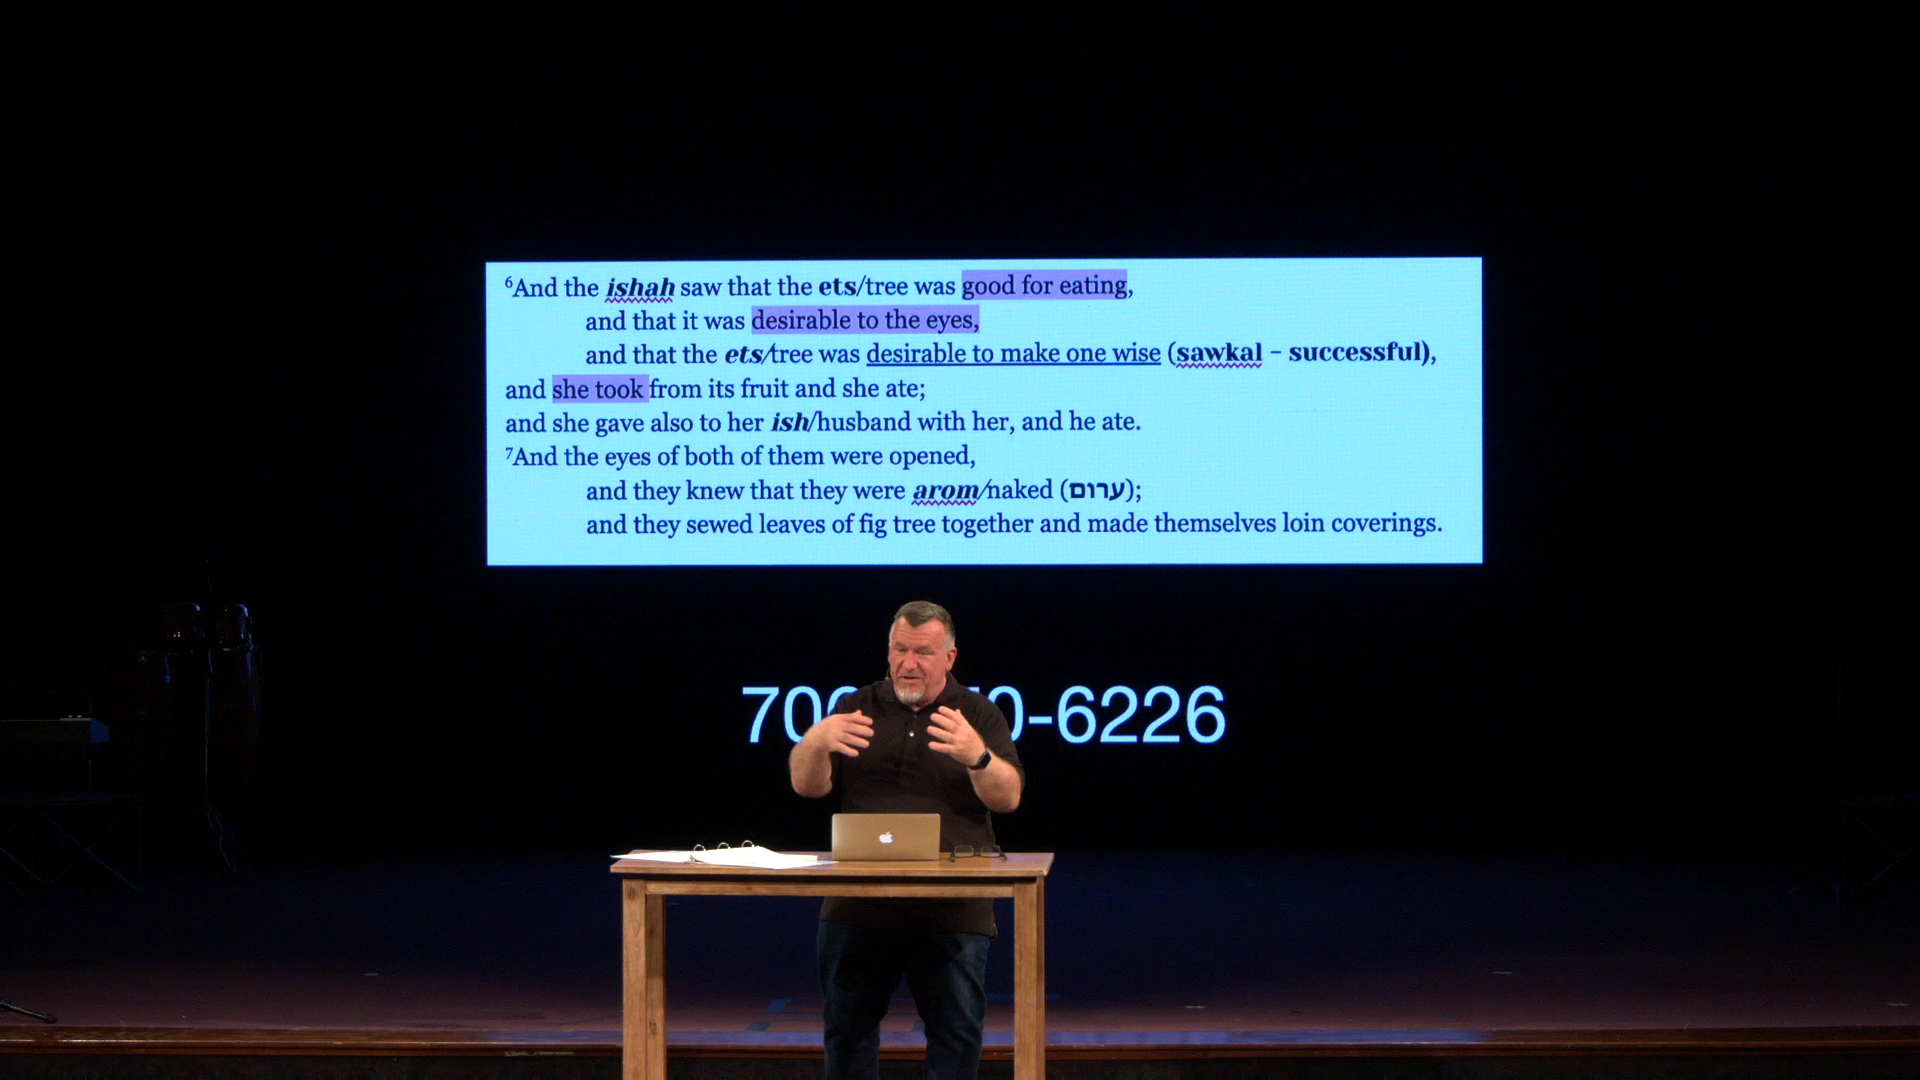 ⁶And the ishah saw that the ets/tree was good for eating,
and that it was desirable to the eyes,
and that the ets/tree was desirable to make one wise (sawkal – successful),
and she took from its fruit and she ate;
and she gave also to her ish/husband with her, and he ate.
⁷And the eyes of both of them were opened,
and they knew that they were arom/naked (ערום);
and they sewed leaves of fig tree together and made themselves loin coverings.
-6226